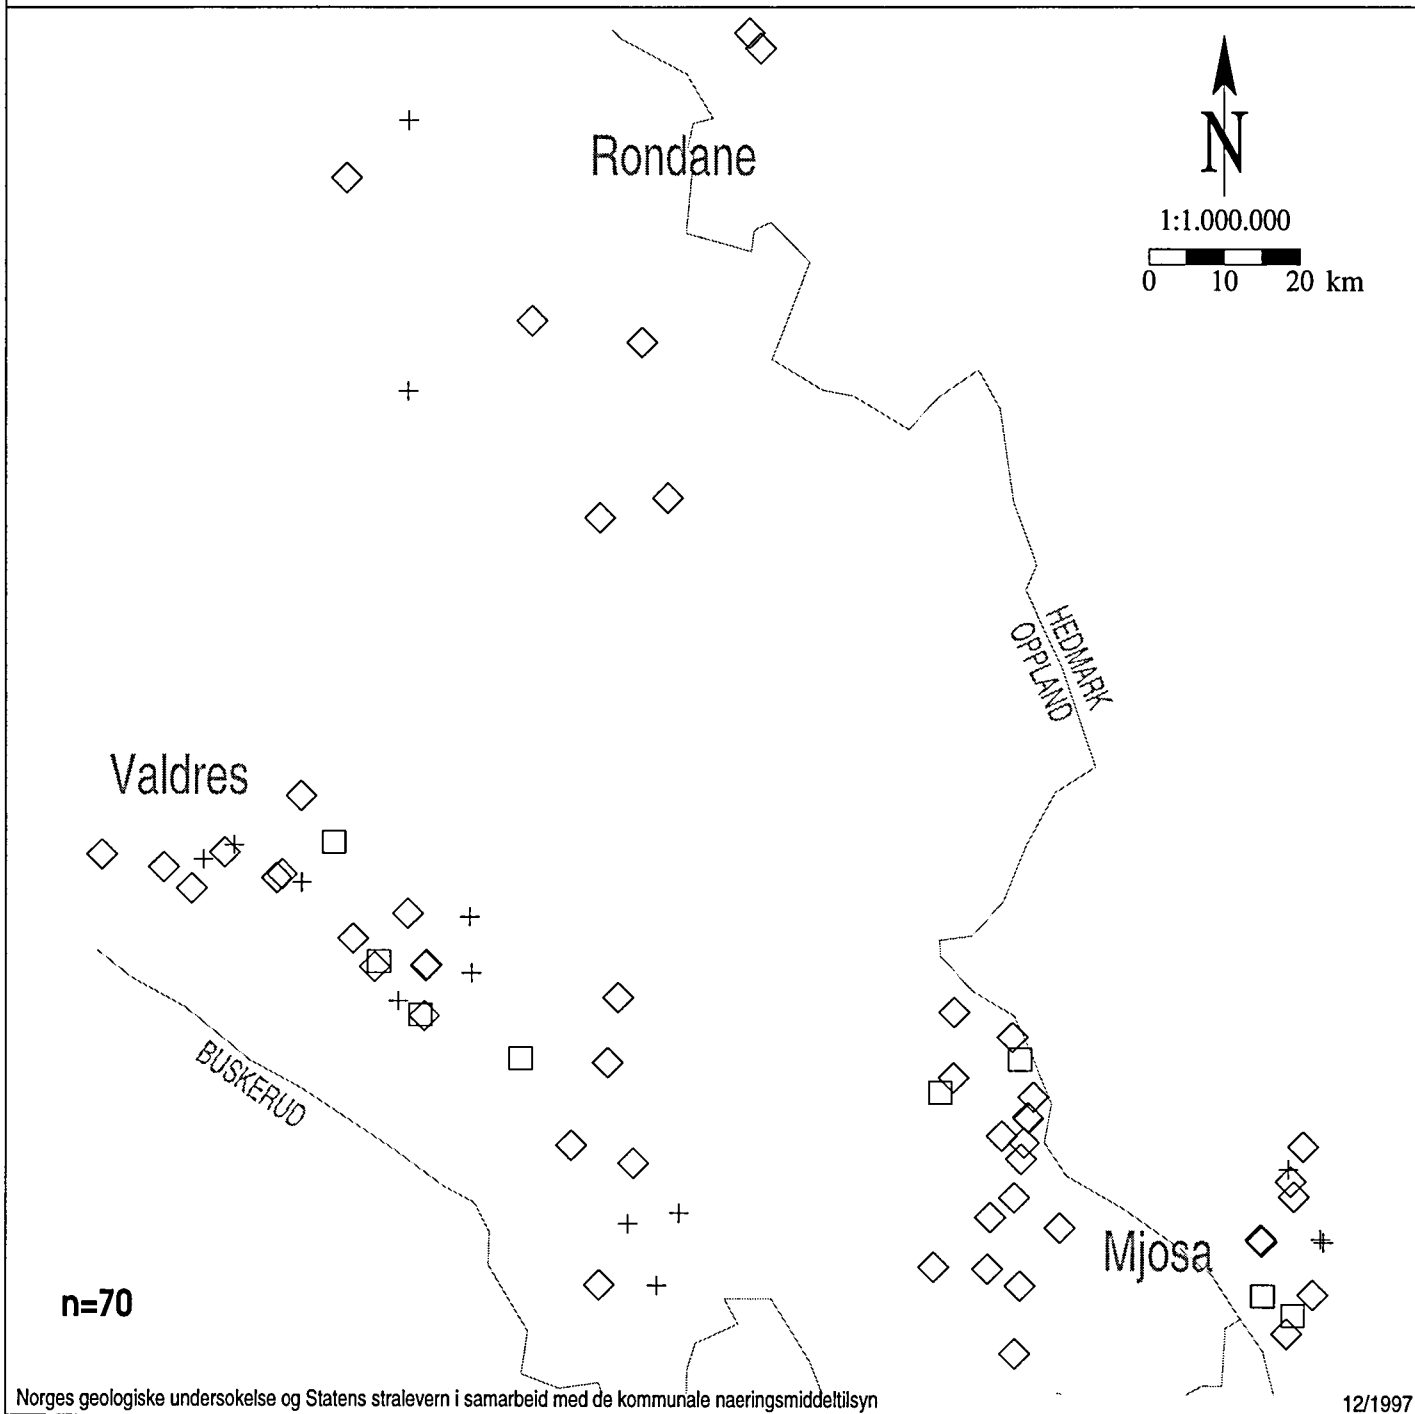 Rondane
N
1:1.000.000
0 10 20 km
HEDMARK
OPPLAND
Valdres
BUSKERUD
Mjosa
n=70
Norges geologiske undersokelse og Statens stralevern i samarbeid med de kommunale naeringsmiddeltilsyn
12/1997